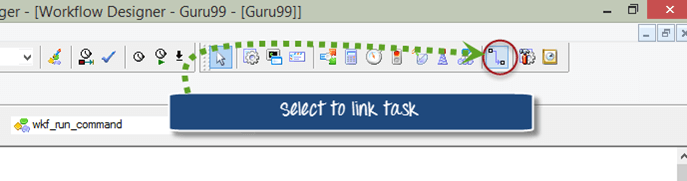 ger - [Workflow Designer - Guru99 - [Guru99]]
select to link task
wkf_run_command